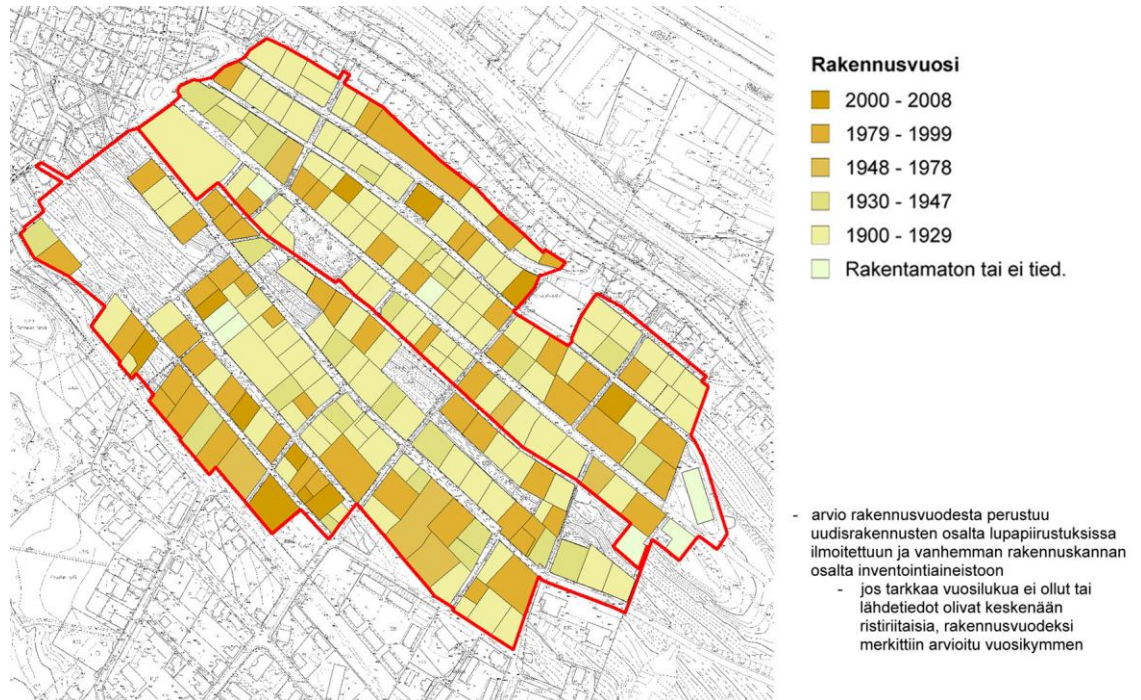 Rakennusvuosi
2000 - 2008
1979 - 1999
1948 - 1978
1930 - 1947
1900 - 1929
Rakentamaton tai ei tied.
- arvio rakennusvuodesta perustuu
uudisrakennusten osalta lupapiirustuksissa
ilmoitettuun ja vanhemman rakennuskannan
osalta inventointiaineistoon
- jos tarkkaa vuosilukua ei ollut tai
lähdetiedot olivat keskenään
ristiriitaisia, rakennusvuodeksi
merkittiin arvioitu vuosikymmen